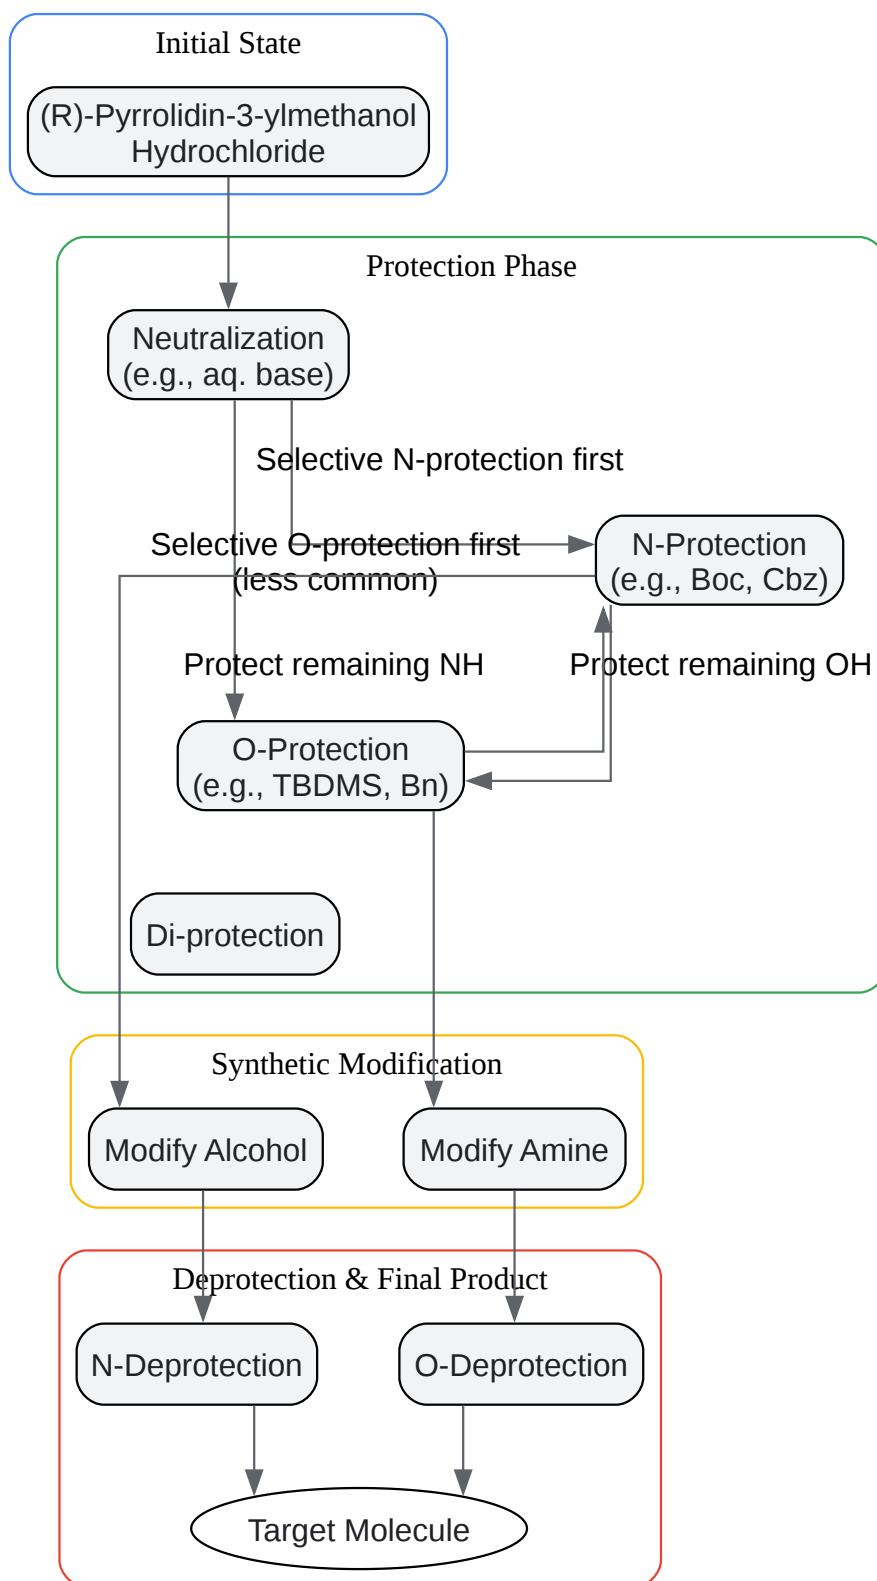 Initial State
(R)-Pyrrolidin-3-ylmethanol
Hydrochloride
Protection Phase
Neutralization
(e.g., aq. base)
Selective N-protection first
Selective O-protection first
(less common)
N-Protection
(e.g., Boc, Cbz)
Protect remaining NH
Protect remaining OH
O-Protection
(e.g., TBDMS, Bn)
Di-protection
Synthetic Modification
Modify Alcohol
Modify Amine
Deprotection & Final Product
N-Deprotection
O-Deprotection
Target Molecule